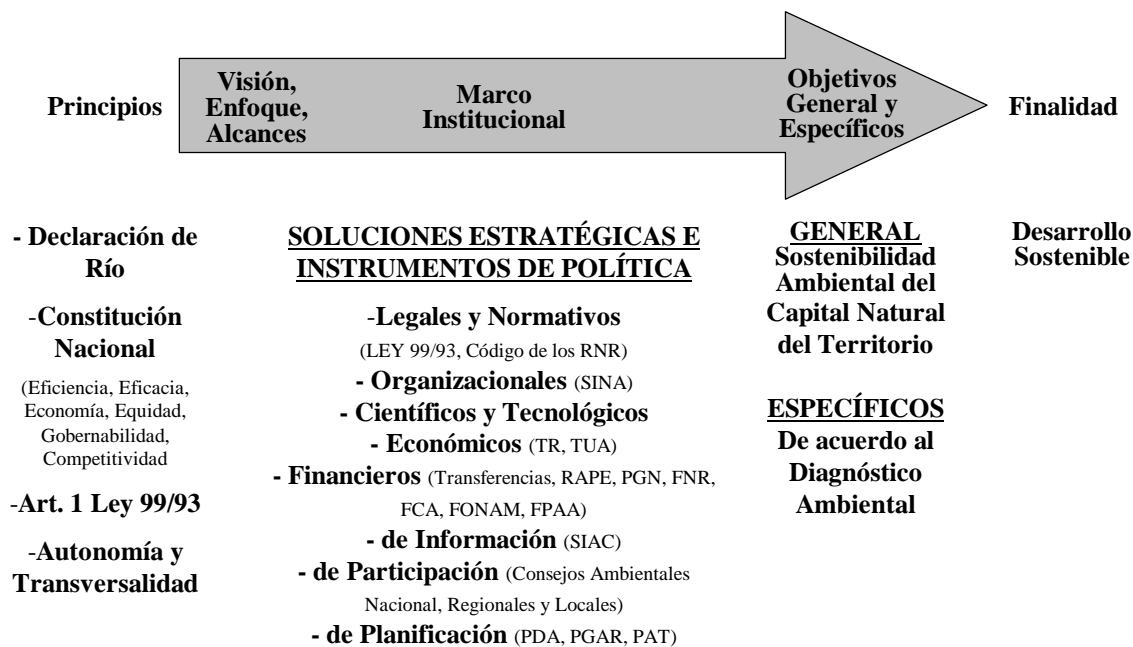 Principios
Visión,
Enfoque,
Alcances
Marco
Institucional
Objetivos
General y
Específicos
Finalidad
- Declaración de
Río
-Constitución
Nacional
(Eficiencia, Eficacia,
Economía, Equidad,
Gobernabilidad,
Competitividad
-Art. 1 Ley 99/93
-Autonomía y
Transversalidad
SOLUCIONES ESTRATÉGICAS E
INSTRUMENTOS DE POLÍTICA
-Legales y Normativos
(LEY 99/93, Código de los RNR)
- Organizacionales (SINA)
- Científicos y Tecnológicos
- Económicos (TR, TUA)
- Financieros (Transferencias, RAPE, PGN, FNR,
FCA, FONAM, FPAA)
- de Información (SIAC)
- de Participación (Consejos Ambientales
Nacional, Regionales y Locales)
- de Planificación (PDA, PGAR, PAT)
GENERAL
Sostenibilidad
Ambiental del
Capital Natural
del Territorio
ESPECÍFICOS
De acuerdo al
Diagnóstico
Ambiental
Desarrollo
Sostenible